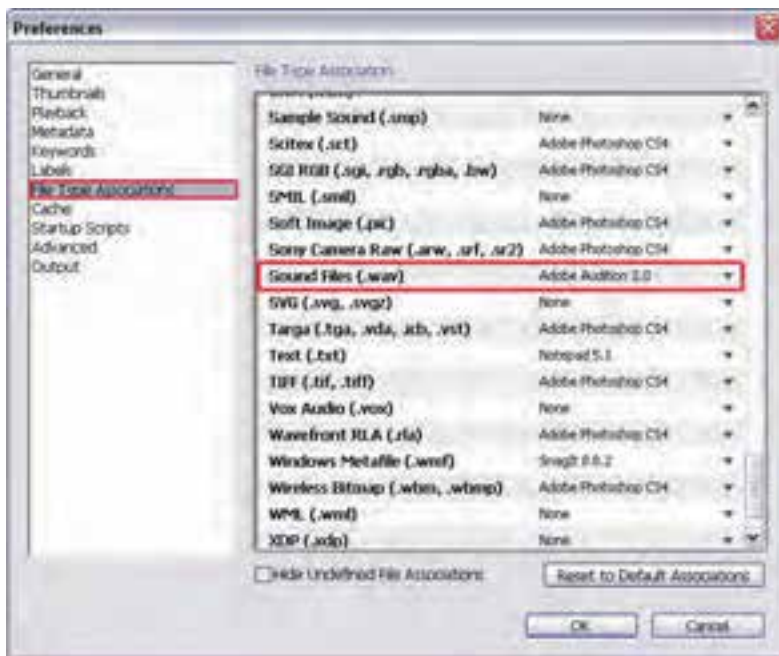 Preferences
General
Thumbnails
Playback
Metadata
Keywords
Labels
File Type Associations
Cache
Startup Scripts
Advanced
Output
File Type Associations
Sample Sound (.smp) None
Scitex (.sct) Adobe Photoshop CS4
SGI RGB (.sgi, .rgb, .rgba, .bw) Adobe Photoshop CS4
SMIL (.smil) None
Soft Image (.pic) Adobe Photoshop CS4
Sony Camera Raw (.arw, .srf, .sr2) Adobe Photoshop CS4
Sound Files (.wav) Adobe Audition
SVG (.svg, .svgz) None
Targa (.tga, .vda, .icb, .vst) Adobe Photoshop CS4
Text (.txt) Notepad 5.1
TIFF (.tif, .tiff) Adobe Photoshop CS4
Vox Audio (.vox) None
Wavefront RLA (.rla) Adobe Photoshop CS4
Windows Metafile (.wmf) SnagIt
Wireless Bitmap (.wbm, .wbmp) Adobe Photoshop CS4
WML (.wml) None
XDP (.xdp) None
Hide Undefined File Associations
Reset to Default Associations
OK Cancel